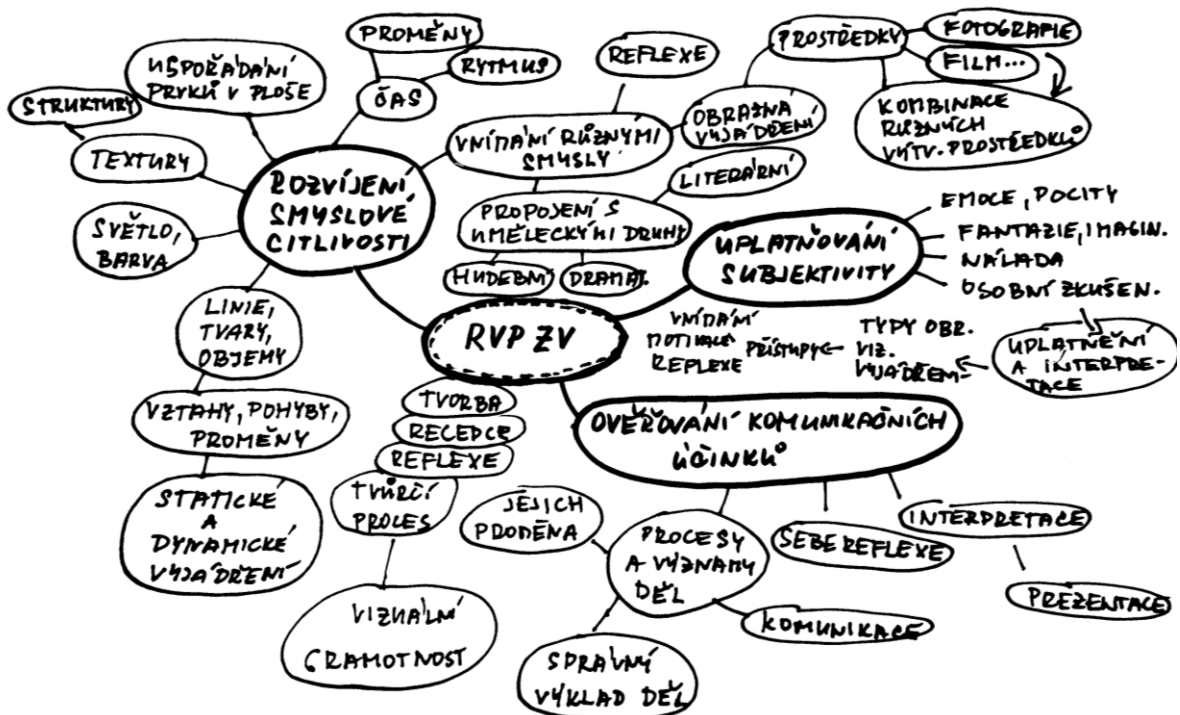 PROMĚNY
RYTMUS
ČAS
USPOŘÁDÁNÍ
PRVKŮ V PLOŠE
STRUKTURY
TEXTURY
SVĚTLO,
BARVA
ROZVÍJENÍ
SMYSLOVÉ
CITLIVOSTI
LINIE,
TVARY,
OBJEMY
VZTAHY, POHYBY,
PROMĚNY
STATICKÉ
A
DYNAMICKÉ
VYJÁDŘENÍ
REFLEXE
VNÍMÁNÍ RŮZNÝMI
SMYSLY
OBRAZNÁ
VYJÁDŘENÍ
PROSTŘEDKY
FOTOGRAFIE
FILM...
KOMBINACE
RŮZNÝCH
VÝTV. PROSTŘEDKŮ
LITERÁRNÍ
PROPOJENÍ S
UMĚLECKÝMI DRUHY
HUDEBNÍ
DRAMA.
UPLATŇOVÁNÍ
SUBJEKTIVITY
EMOCE, POCITY
FANTAZIE, IMAGIN.
NÁLADA
OSOBNÍ ZKUŠEN.
UPLATNĚNÍ
A INTERPRE-
TACE
TYPY OBR.
VIZ.
VYJÁDŘENÍ
PŘÍSTUPY
VNÍMÁNÍ
MOTIVACE
REFLEXE
RVP ZV
TVORBA
RECEPCE
REFLEXE
TVŮRČÍ
PROCES
VIZUÁLNÍ
GRAMOTNOST
OVĚŘOVÁNÍ KOMUNIKAČNÍCH
ÚČINKŮ
JEJICH
PROMĚNA
PROCESY
A VÝZNAMY
DĚL
SPRÁVNÝ
VÝKLAD DĚL
KOMUNIKACE
SEBEREFLEXE
INTERPRETACE
PREZENTACE